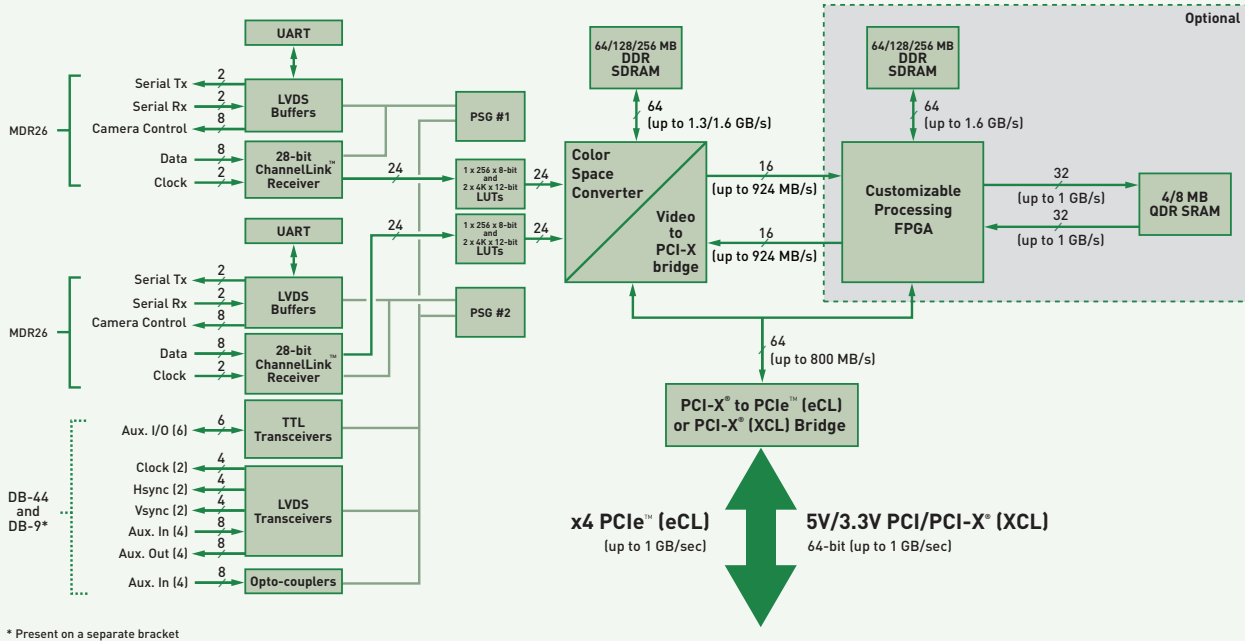 Optional
UART
64/128/256 MB
DDR
SDRAM
64/128/256 MB
DDR
SDRAM
MDR26
Serial Tx
2
Serial Rx
2
Camera Control
8
LVDS
Buffers
PSG #1
64
(up to 1.3/1.6 GB/s)
64
(up to 1.6 GB/s)
Data
8
Clock
2
28-bit
ChannelLink™
Receiver
24
1 x 256 x 8-bit
and
2 x 4K x 12-bit
LUTs
24
Color
Space
Converter
Video
to
PCI-X
bridge
16
(up to 924 MB/s)
16
(up to 924 MB/s)
Customizable
Processing
FPGA
32
(up to 1 GB/s)
32
(up to 1 GB/s)
4/8 MB
QDR SRAM
UART
24
1 x 256 x 8-bit
and
2 x 4K x 12-bit
LUTs
24
MDR26
Serial Tx
2
Serial Rx
2
Camera Control
8
LVDS
Buffers
PSG #2
Data
8
Clock
2
28-bit
ChannelLink™
Receiver
64
(up to 800 MB/s)
PCI-X® to PCIe™ (eCL)
or PCI-X® (XCL) Bridge
DB-44
and
DB-9*
Aux. I/O (6)
6
TTL
Transceivers
Clock (2)
4
Hsync (2)
4
Vsync (2)
4
Aux. In (4)
8
Aux. Out (4)
8
LVDS
Transceivers
Aux. In (4)
8
Opto-couplers
x4 PCIe™ (eCL)
(up to 1 GB/sec)
5V/3.3V PCI/PCI-X® (XCL)
64-bit (up to 1 GB/sec)
* Present on a separate bracket